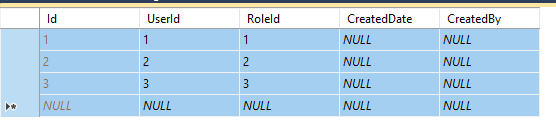 Id UserId RoleId CreatedDate CreatedBy
1 1 1 NULL NULL
2 2 2 NULL NULL
3 3 3 NULL NULL
NULL NULL NULL NULL NULL